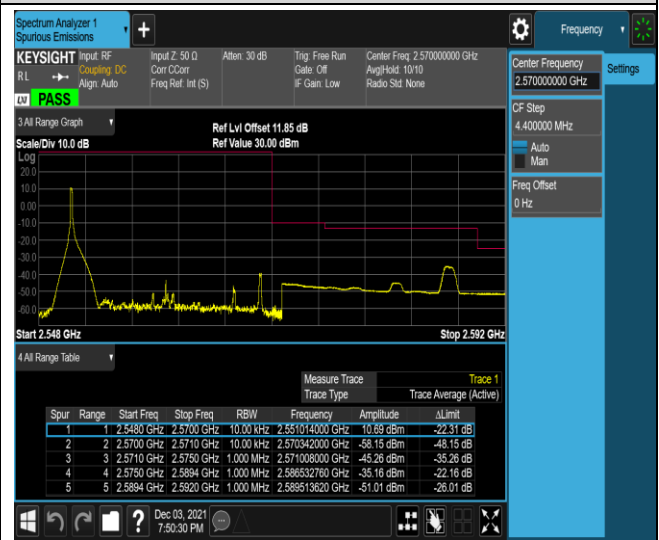 Spectrum Analyzer 1
Spurious Emissions
Frequency
KEYSIGHT Input: RF Input Z: 50 Ω Atten: 30 dB Trig: Free Run Center Freq: 2.570000000 GHz
R L Coupling: DC Corr CCorr Gate: Off Avg|Hold: 10/10
Align: Auto Freq Ref: Int (S) IF Gain: Low Radio Std: None
LXI PASS
3 All Range Graph
Ref Lvl Offset 11.85 dB
Scale/Div 10.0 dB Ref Value 30.00 dBm
Log
20.0
10.0
0.00
-10.0
-20.0
-30.0
-40.0
-50.0
-60.0
Start 2.548 GHz Stop 2.592 GHz
4 All Range Table
Measure Trace Trace 1
Trace Type Trace Average (Active)
Spur Range Start Freq Stop Freq RBW Frequency Amplitude ΔLimit
1 1 2.5480 GHz 2.5700 GHz 10.00 kHz 2.551014000 GHz 10.69 dBm -22.31 dB
2 2 2.5700 GHz 2.5710 GHz 10.00 kHz 2.570342000 GHz -58.15 dBm -48.15 dB
3 3 2.5710 GHz 2.5750 GHz 1.000 MHz 2.571008000 GHz -45.26 dBm -35.26 dB
4 4 2.5750 GHz 2.5894 GHz 1.000 MHz 2.586532760 GHz -35.16 dBm -22.16 dB
5 5 2.5894 GHz 2.5920 GHz 1.000 MHz 2.589513620 GHz -51.01 dBm -26.01 dB
Center Frequency
2.570000000 GHz
Settings
CF Step
4.400000 MHz
Auto
Man
Freq Offset
0 Hz
Dec 03, 2021
7:50:30 PM